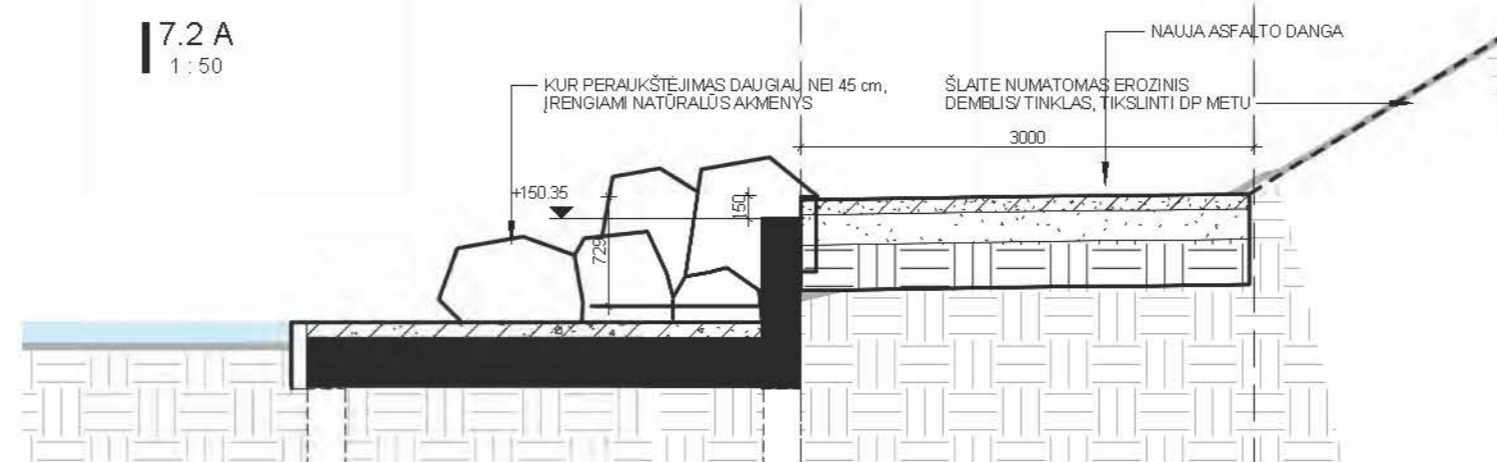 7.2 A
1 : 50
NAUJA ASFALTO DANGA
KUR PERAUKŠTĖJIMAS DAUGIAU NEI 45 cm,
ĮRENGIAMI NATŪRALŪS AKMENYS
ŠLAITE NUMATOMAS EROZINIS
DEMBLIS/ TINKLAS, TIKSLINTI DP METU
3000
+150.35
150
729